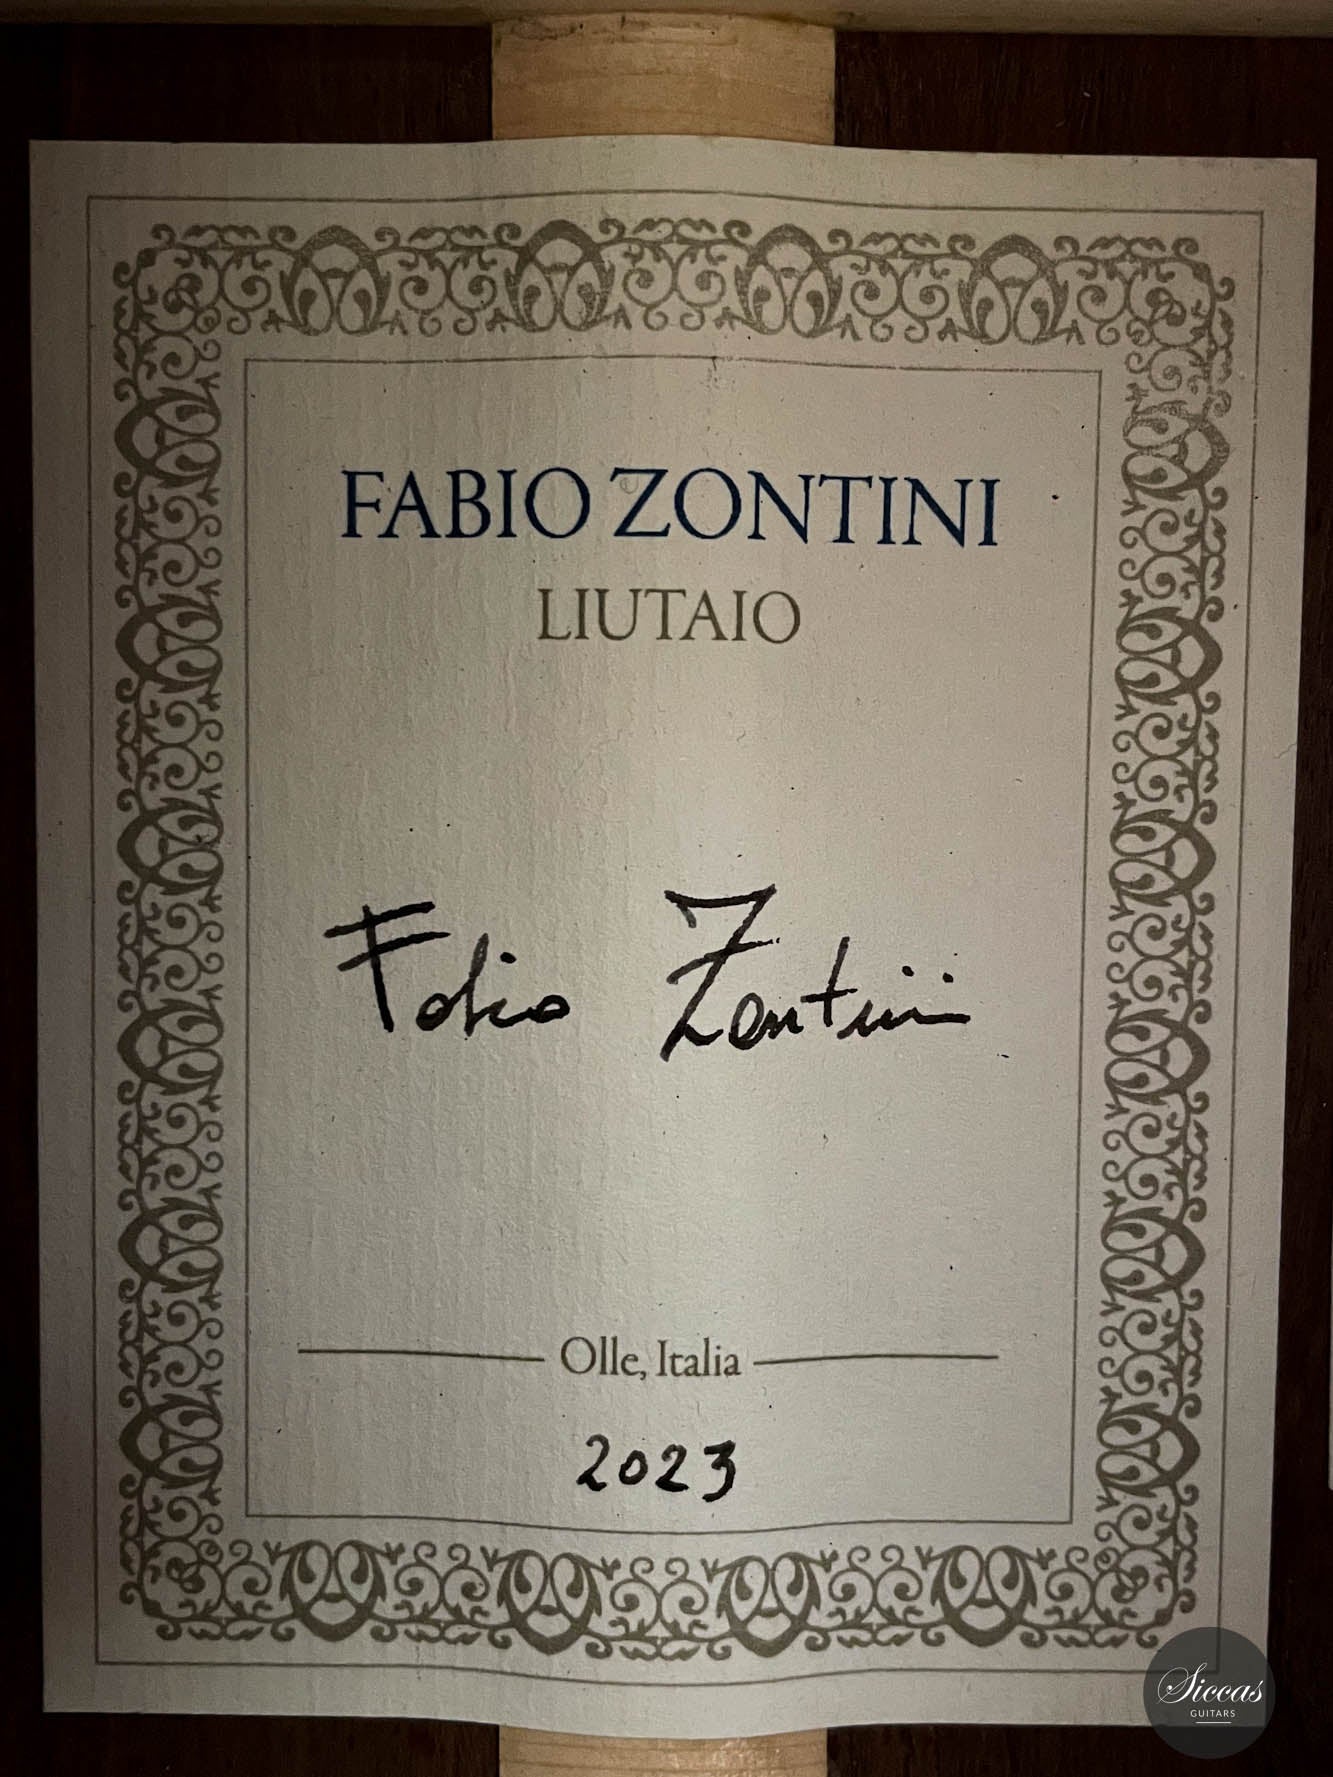 FABIO ZONTINI
LIUTAIO
Fabio Zontini
Olle, Italia
2023
Siccas
GUITARS